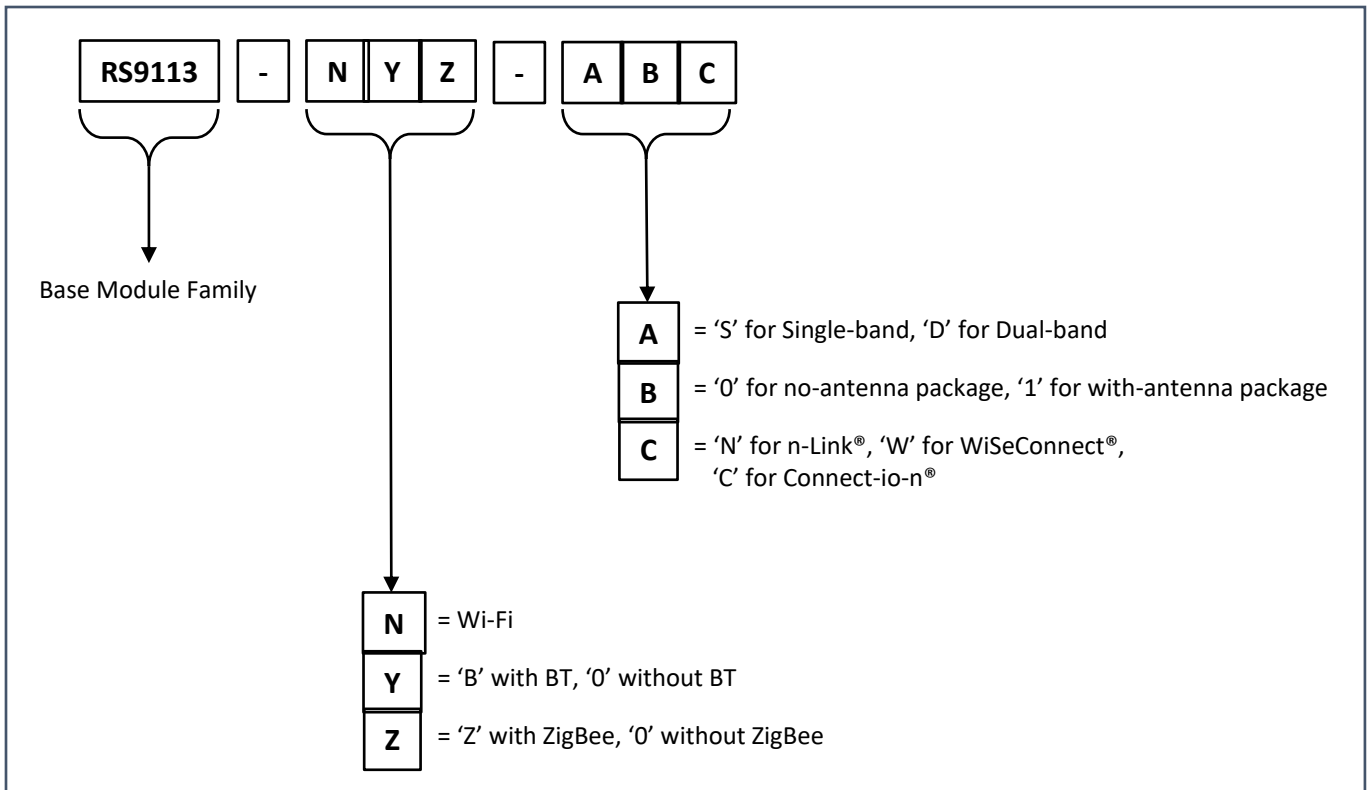 RS9113 - N Y Z - A B C
Base Module Family
A = ‘S’ for Single-band, ‘D’ for Dual-band
B = ‘0’ for no-antenna package, ‘1’ for with-antenna package
C = ‘N’ for n-Link®, ‘W’ for WiSeConnect®,
‘C’ for Connect-io-n®
N = Wi-Fi
Y = ‘B’ with BT, ‘0’ without BT
Z = ‘Z’ with ZigBee, ‘0’ without ZigBee